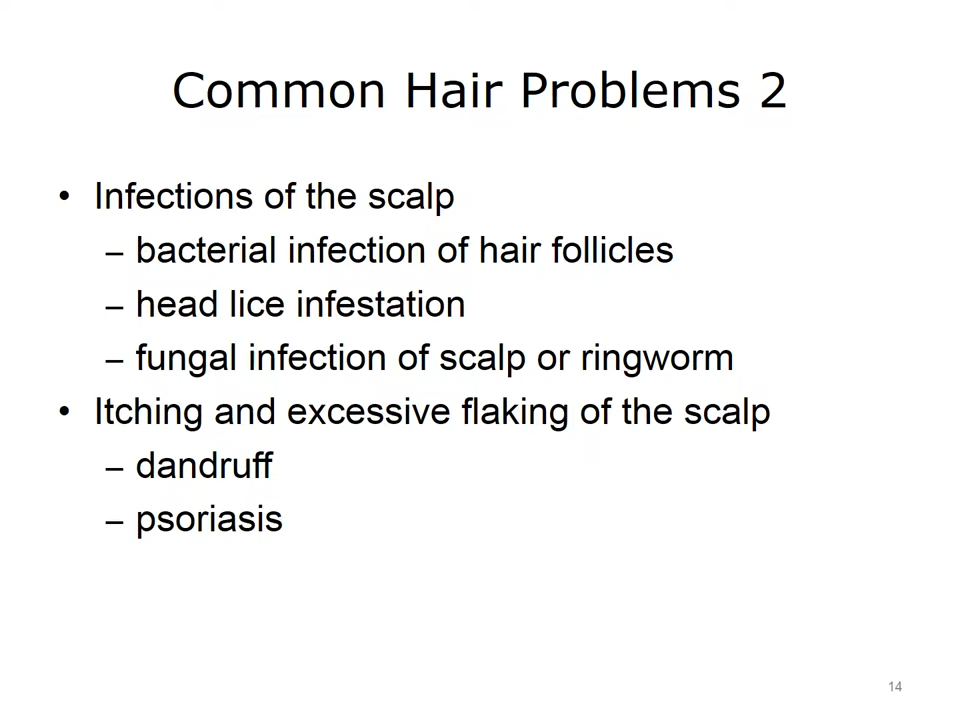 Common Hair Problems 2
• Infections of the scalp
– bacterial infection of hair follicles
– head lice infestation
– fungal infection of scalp or ringworm
• Itching and excessive flaking of the scalp
– dandruff
– psoriasis
14